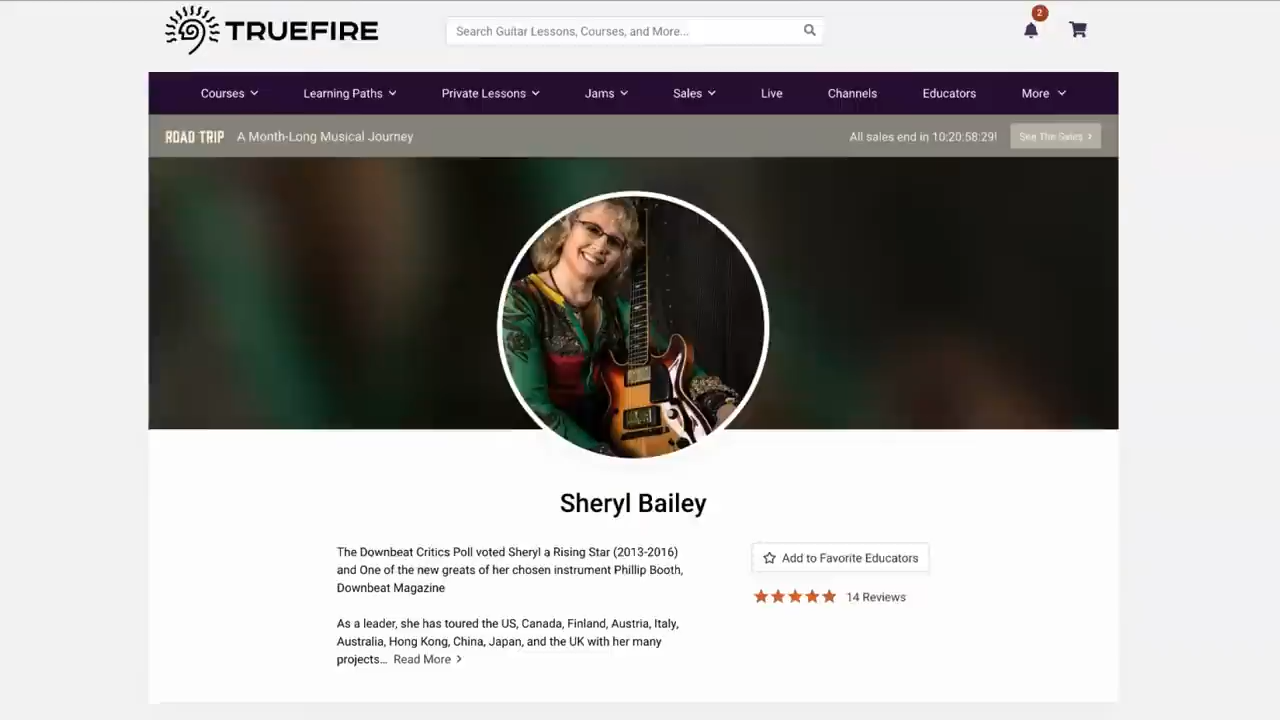 TRUEFIRE
Search Guitar Lessons, Courses, and More...
2
Courses
Learning Paths
Private Lessons
Jams
Sales
Live
Channels
Educators
More
ROAD TRIP A Month-Long Musical Journey
All sales end in 10:20:58:29!
See The Sales
Sheryl Bailey
The Downbeat Critics Poll voted Sheryl a Rising Star (2013-2016)
and One of the new greats of her chosen instrument Phillip Booth,
Downbeat Magazine
As a leader, she has toured the US, Canada, Finland, Austria, Italy,
Australia, Hong Kong, China, Japan, and the UK with her many
projects... Read More
Add to Favorite Educators
14 Reviews